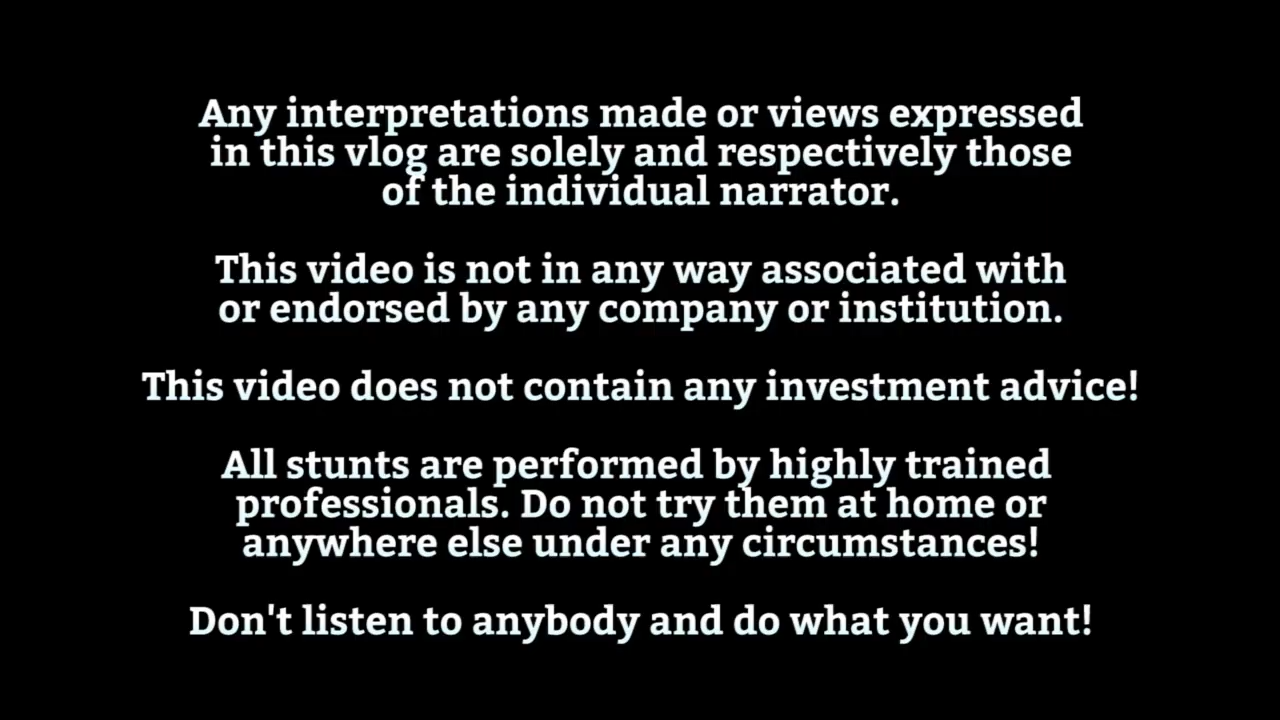 Any interpretations made or views expressed
in this vlog are solely and respectively those
of the individual narrator.
This video is not in any way associated with
or endorsed by any company or institution.
This video does not contain any investment advice!
All stunts are performed by highly trained
professionals. Do not try them at home or
anywhere else under any circumstances!
Don't listen to anybody and do what you want!